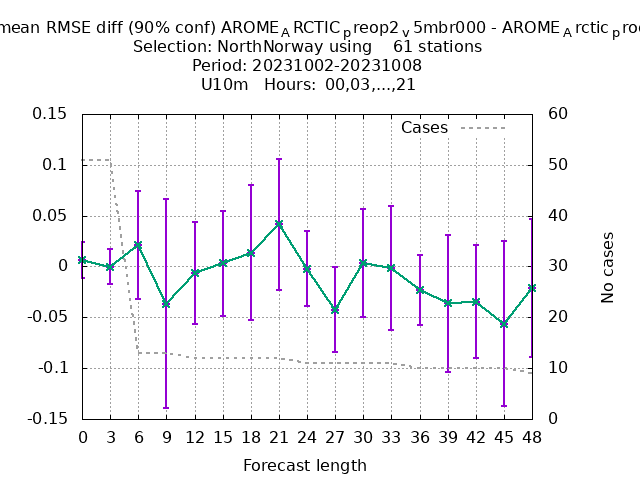 mean RMSE diff (90% conf) AROME_ARCTIC_preop2_v5mbr000 - AROME_Arctic_pro
Selection: NorthNorway using 61 stations
Period: 20231002-20231008
U10m Hours: 00,03,...,21
Cases
0.15
0.1
0.05
0
-0.05
-0.1
-0.15
60
50
40
30
20
10
0
No cases
0 3 6 9 12 15 18 21 24 27 30 33 36 39 42 45 48
Forecast length